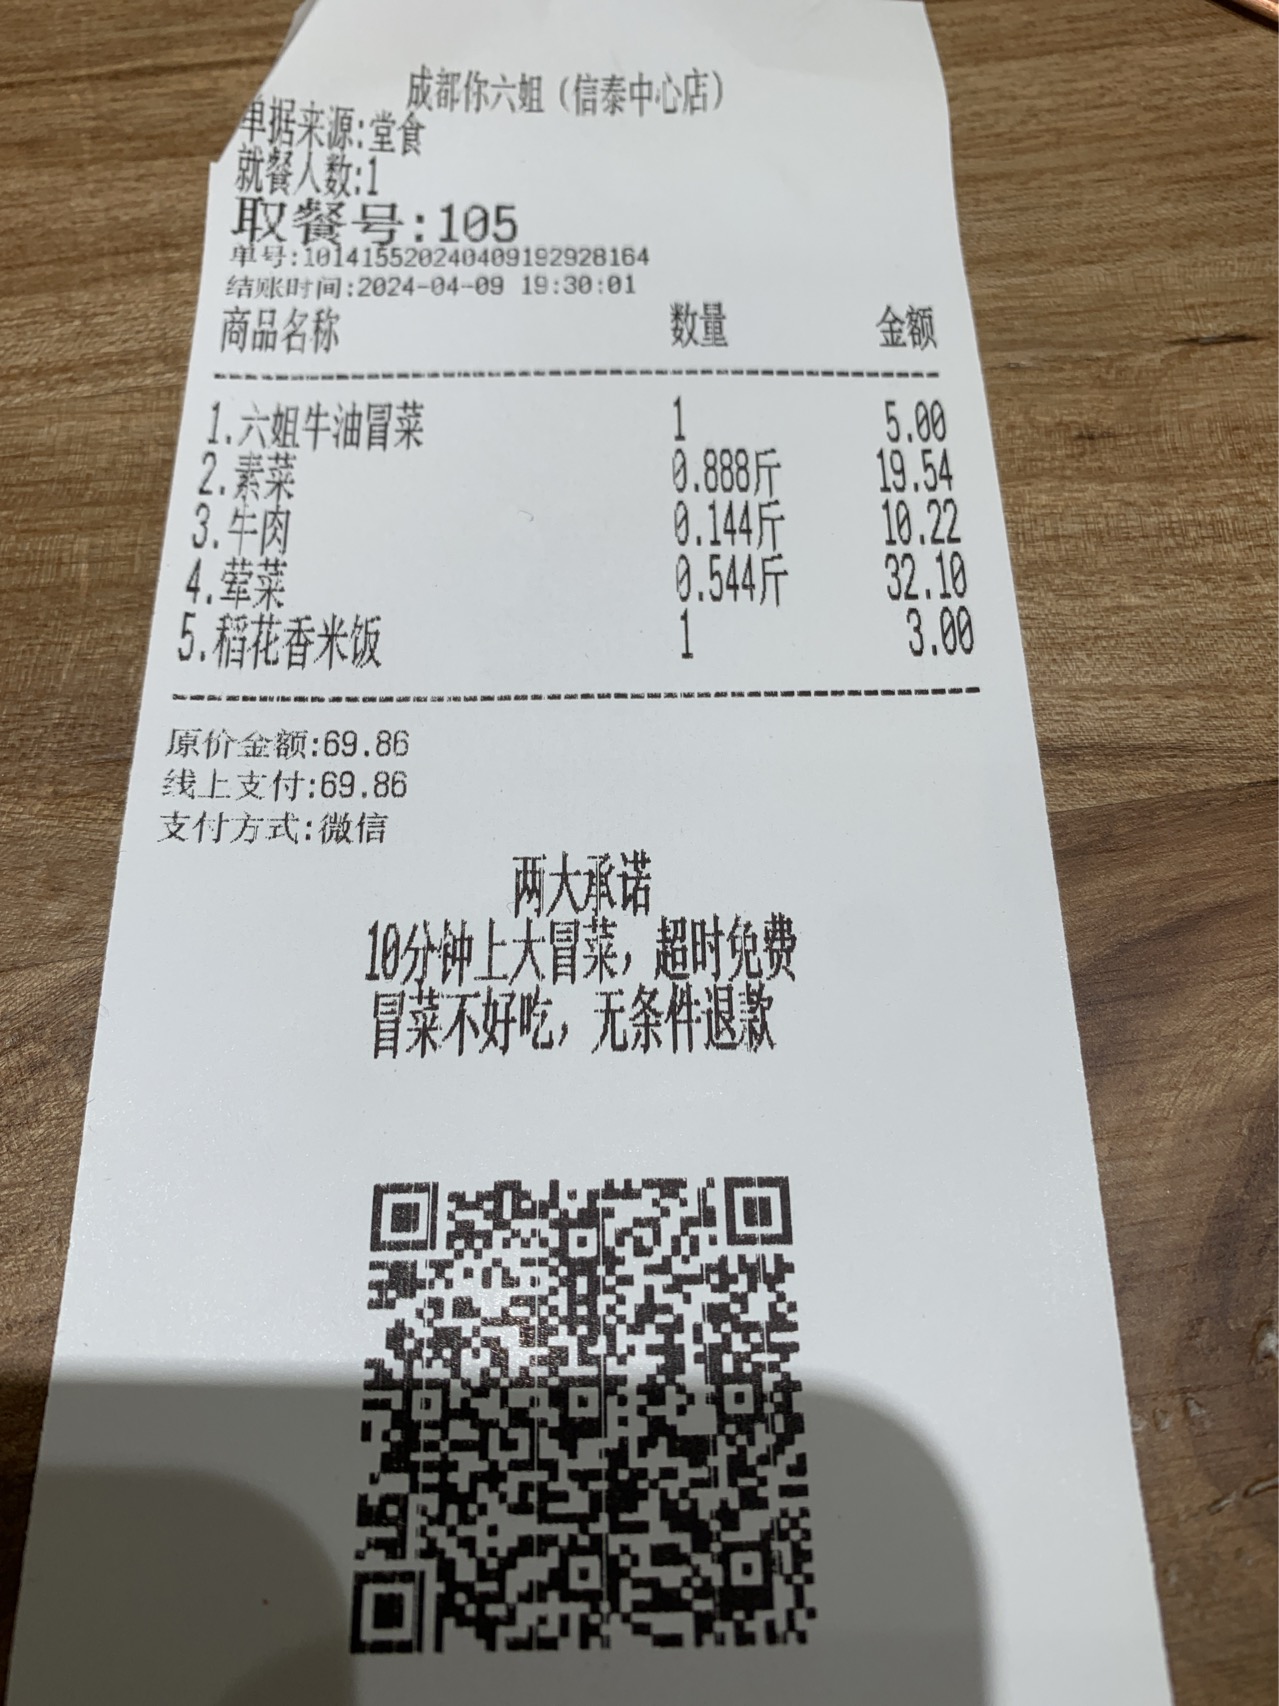 成都你六姐（信泰中心店）
单据来源:堂食
就餐人数:1
取餐号:105
单号:10141552024040919​2928164
结账时间:2024-04-09 19:30:01
商品名称 数量 金额
1.六姐牛油冒菜 1 5.00
2.素菜 0.888斤 19.54
3.牛肉 0.144斤 10.22
4.荤菜 0.544斤 32.10
5.稻花香米饭 1 3.00
原价金额:69.86
线上支付:69.86
支付方式:微信
两大承诺
10分钟上大冒菜，超时免费
冒菜不好吃，无条件退款